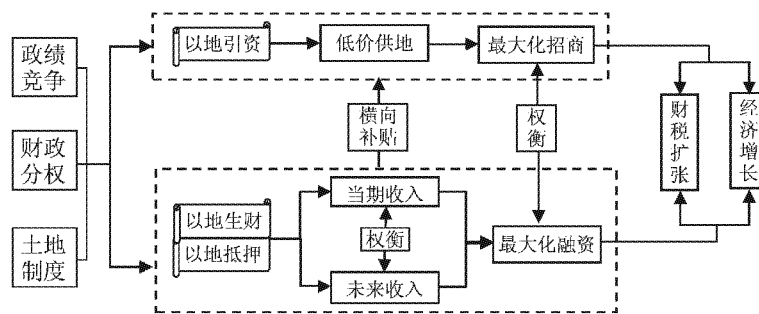 政绩
竞争
财政
分权
土地
制度
以地引资
低价供地
最大化招商
横向
补贴
权
衡
以地生财
以地抵押
当期收入
权衡
未来收入
最大化融资
财
税
扩
张
经
济
增
长